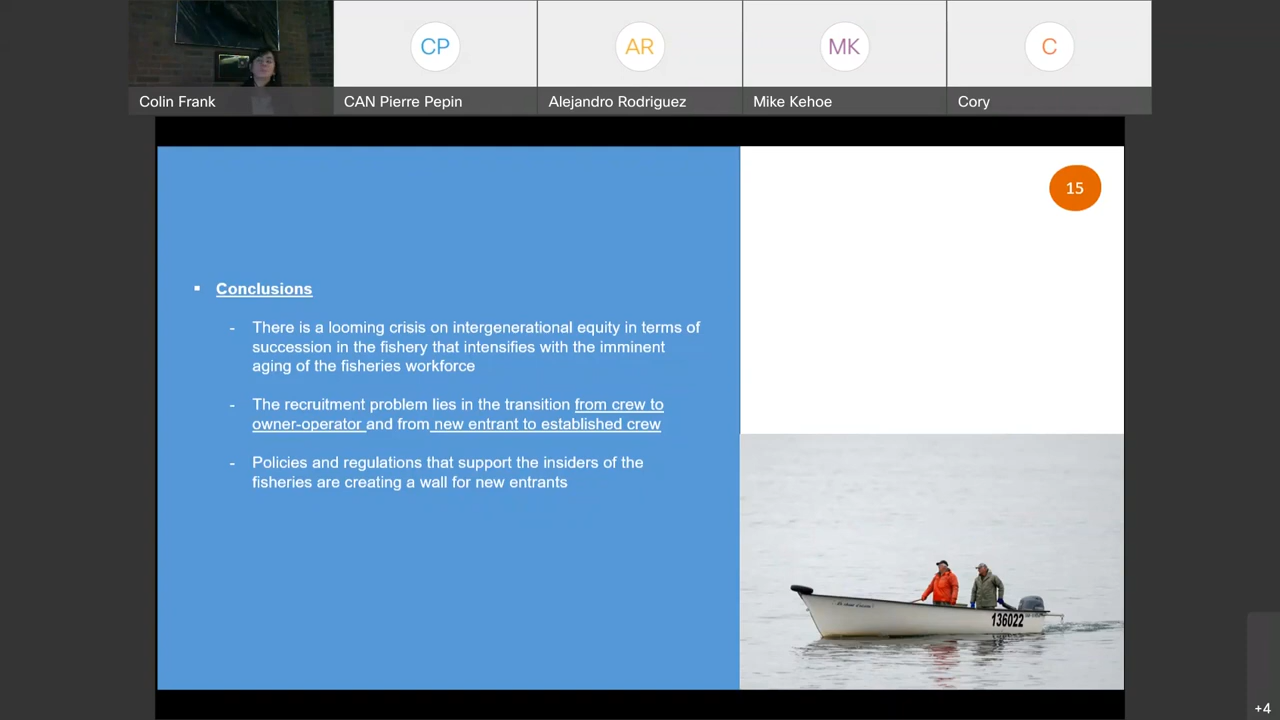 CP
AR
MK
C
Colin Frank
CAN Pierre Pepin
Alejandro Rodriguez
Mike Kehoe
Cory
15
▪ Conclusions
- There is a looming crisis on intergenerational equity in terms of
succession in the fishery that intensifies with the imminent
aging of the fisheries workforce
- The recruitment problem lies in the transition from crew to
owner-operator and from new entrant to established crew
- Policies and regulations that support the insiders of the
fisheries are creating a wall for new entrants
136022
+4